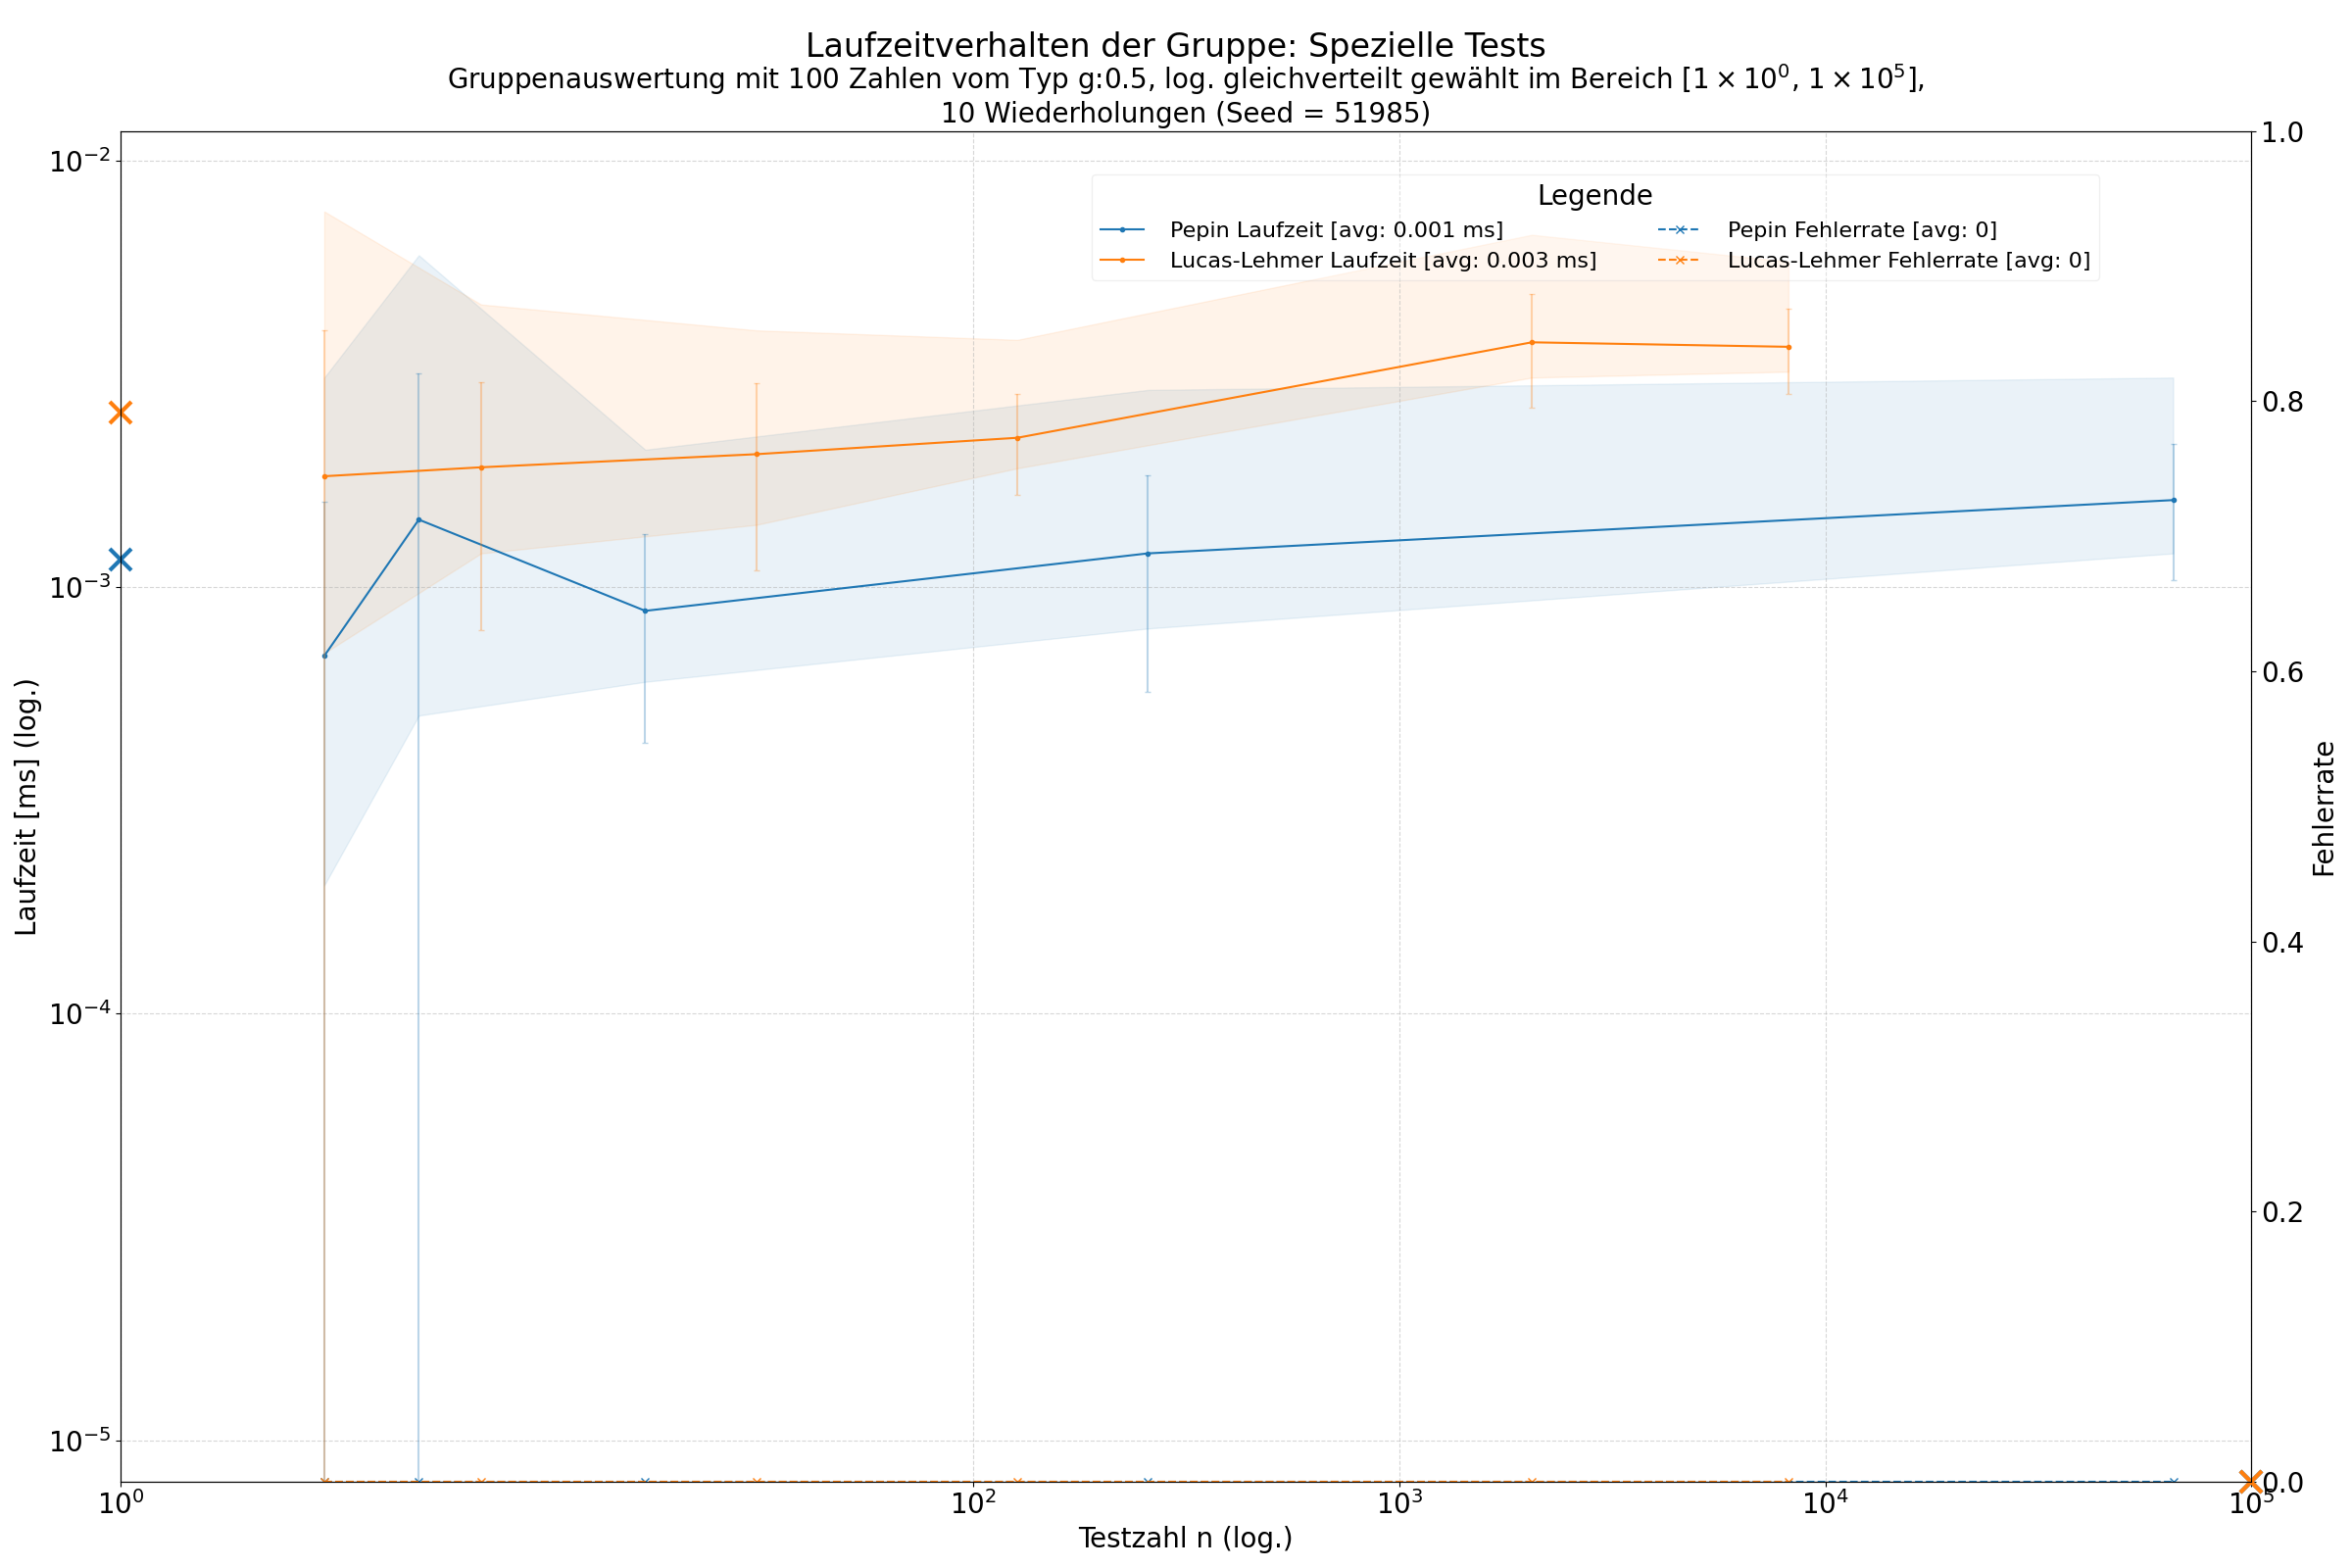 Laufzeitverhalten der Gruppe: Spezielle Tests
Gruppenauswertung mit 100 Zahlen vom Typ g:0.5, log. gleichverteilt gewählt im Bereich [1 × 10⁰, 1 × 10⁵],
10 Wiederholungen (Seed = 51985)
Legende
Pepin Laufzeit [avg: 0.001 ms]
Lucas-Lehmer Laufzeit [avg: 0.003 ms]
Pepin Fehlerrate [avg: 0]
Lucas-Lehmer Fehlerrate [avg: 0]
Laufzeit [ms] (log.)
10⁻²
10⁻³
10⁻⁴
10⁻⁵
1.0
0.8
0.6
0.4
0.2
0.0
Fehlerrate
10⁰
10²
10³
10⁴
10⁵
Testzahl n (log.)